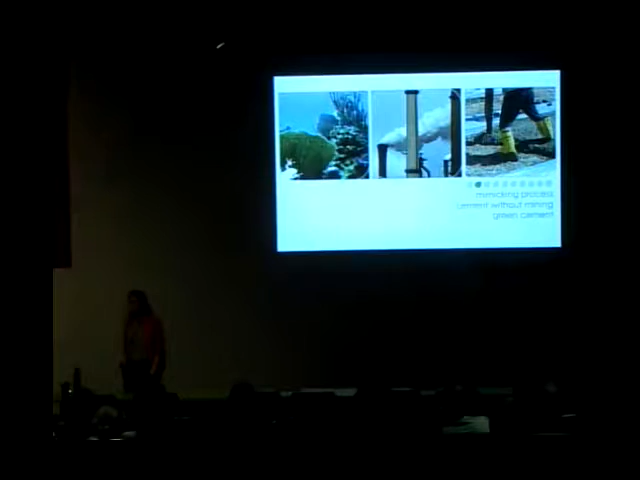 mimicking process
cement without mining
green cement